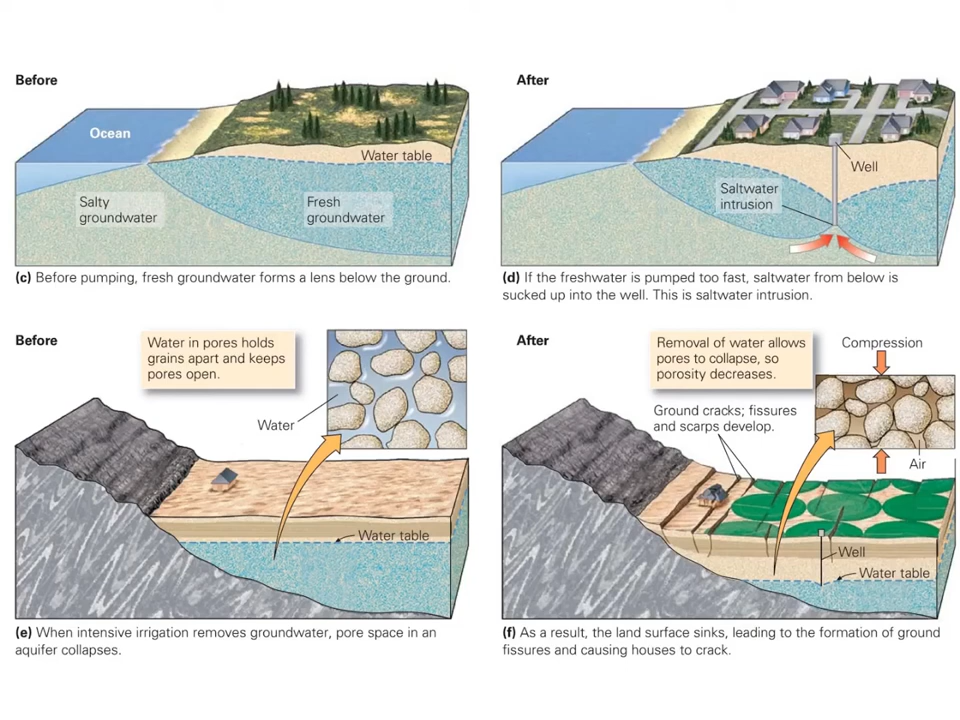 Before
Ocean
Water table
Salty
groundwater
Fresh
groundwater
(c) Before pumping, fresh groundwater forms a lens below the ground.
After
Well
Saltwater
intrusion
(d) If the freshwater is pumped too fast, saltwater from below is
sucked up into the well. This is saltwater intrusion.
Before
Water in pores holds
grains apart and keeps
pores open.
Water
Water table
(e) When intensive irrigation removes groundwater, pore space in an
aquifer collapses.
After
Removal of water allows
pores to collapse, so
porosity decreases.
Compression
Ground cracks; fissures
and scarps develop.
Air
Well
Water table
(f) As a result, the land surface sinks, leading to the formation of ground
fissures and causing houses to crack.